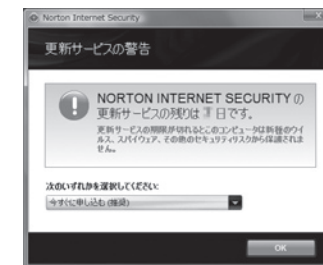 Norton Internet Security
更新サービスの警告
NORTON INTERNET SECURITY の
更新サービスの残りは 日です。
更新サービスの期限が切れるとこのコンピュータは新種のウイ
ルス、スパイウェア、その他のセキュリティリスクから保護されま
せん。
次のいずれかを選択してください:
今すぐに申し込む (推奨)
OK